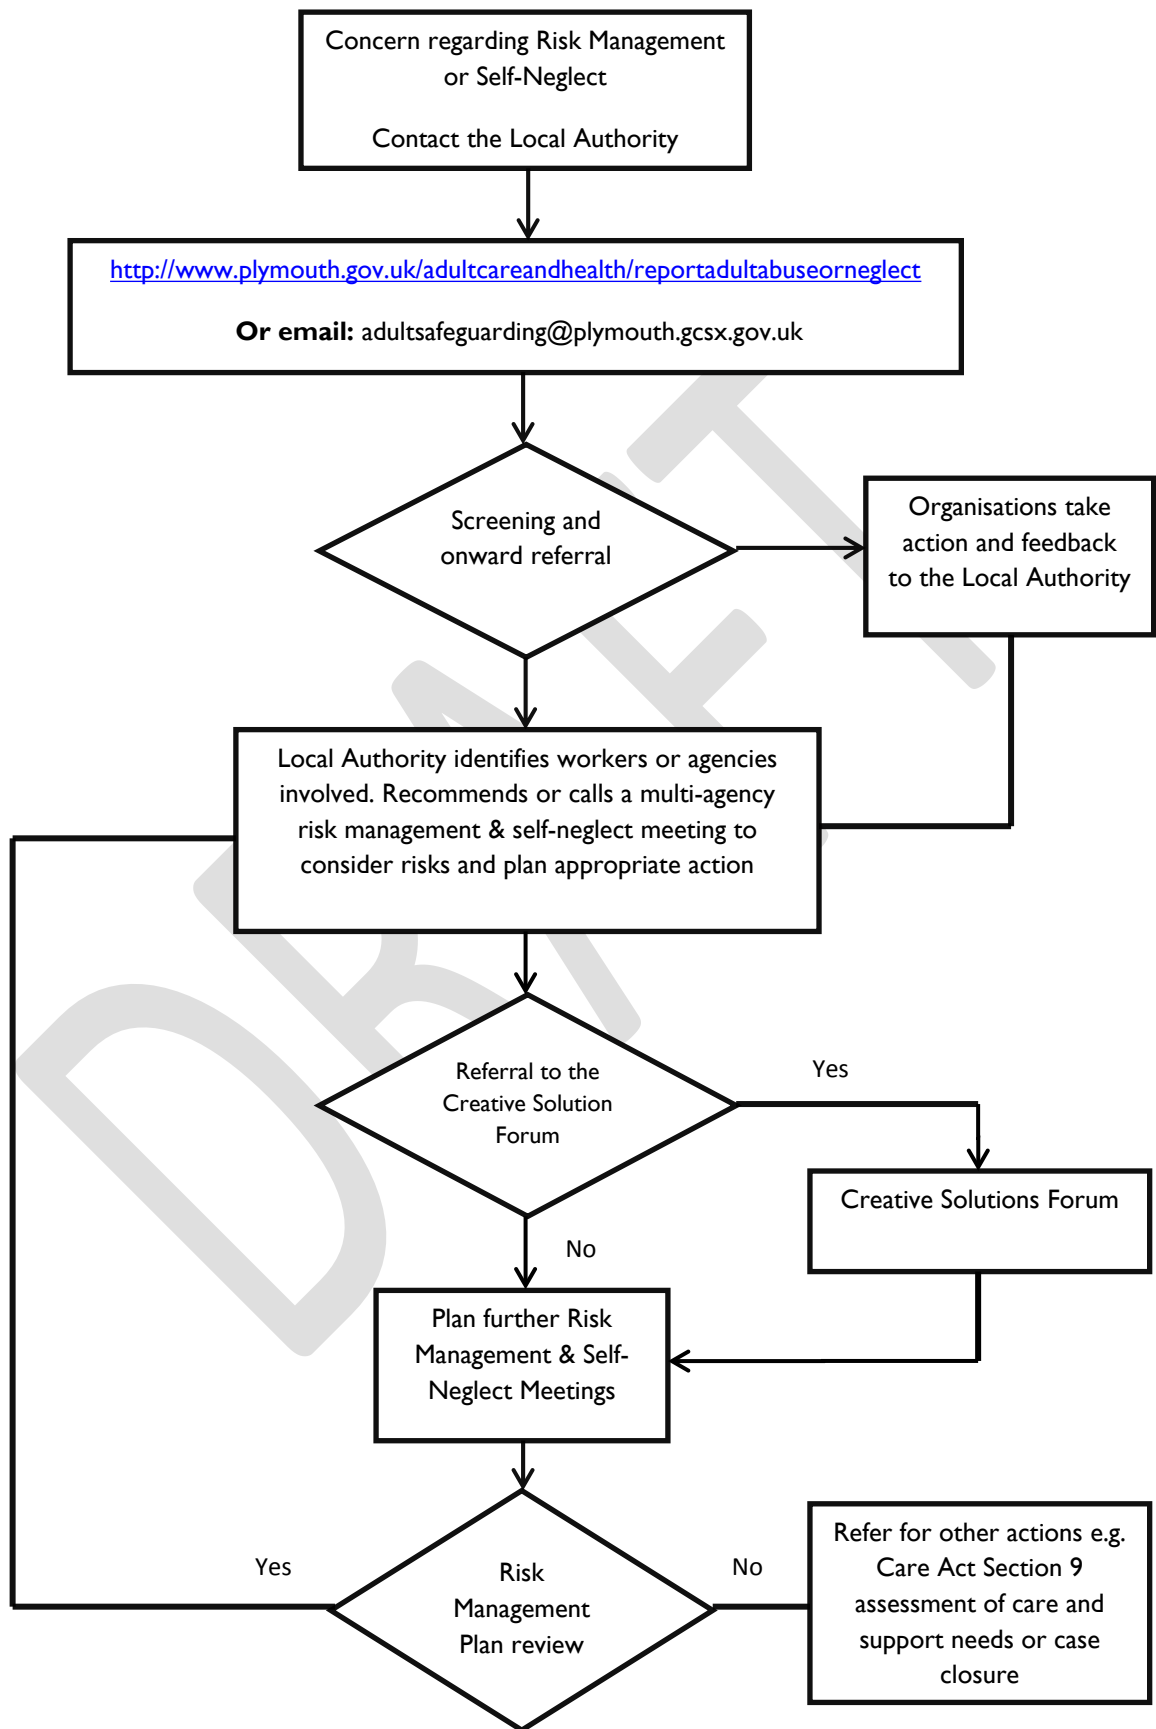 Concern regarding Risk Management
or Self-Neglect
Contact the Local Authority
http://www.plymouth.gov.uk/adultcareandhealth/reportadultabuseorneglect
Or email: adultsafeguarding@plymouth.gcsx.gov.uk
Screening and
onward referral
Organisations take
action and feedback
to the Local Authority
Local Authority identifies workers or agencies
involved. Recommends or calls a multi-agency
risk management & self-neglect meeting to
consider risks and plan appropriate action
Referral to the
Creative Solution
Forum
Yes
Creative Solutions Forum
No
Plan further Risk
Management & Self-
Neglect Meetings
Yes
Risk
Management
Plan review
No
Refer for other actions e.g.
Care Act Section 9
assessment of care and
support needs or case
closure
DRAFT